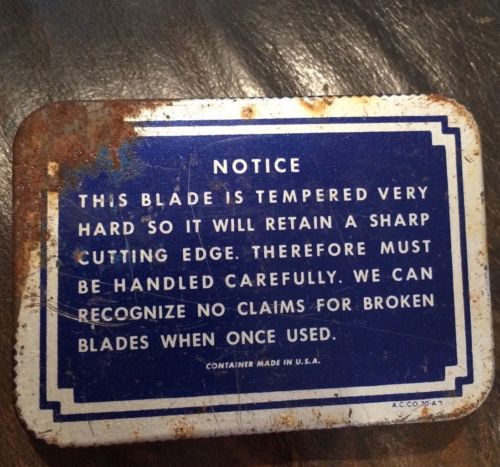 NOTICE
THIS BLADE IS TEMPERED VERY
HARD SO IT WILL RETAIN A SHARP
CUTTING EDGE. THEREFORE MUST
BE HANDLED CAREFULLY. WE CAN
RECOGNIZE NO CLAIMS FOR BROKEN
BLADES WHEN ONCE USED.
CONTAINER MADE IN U.S.A.
A.C.CO.